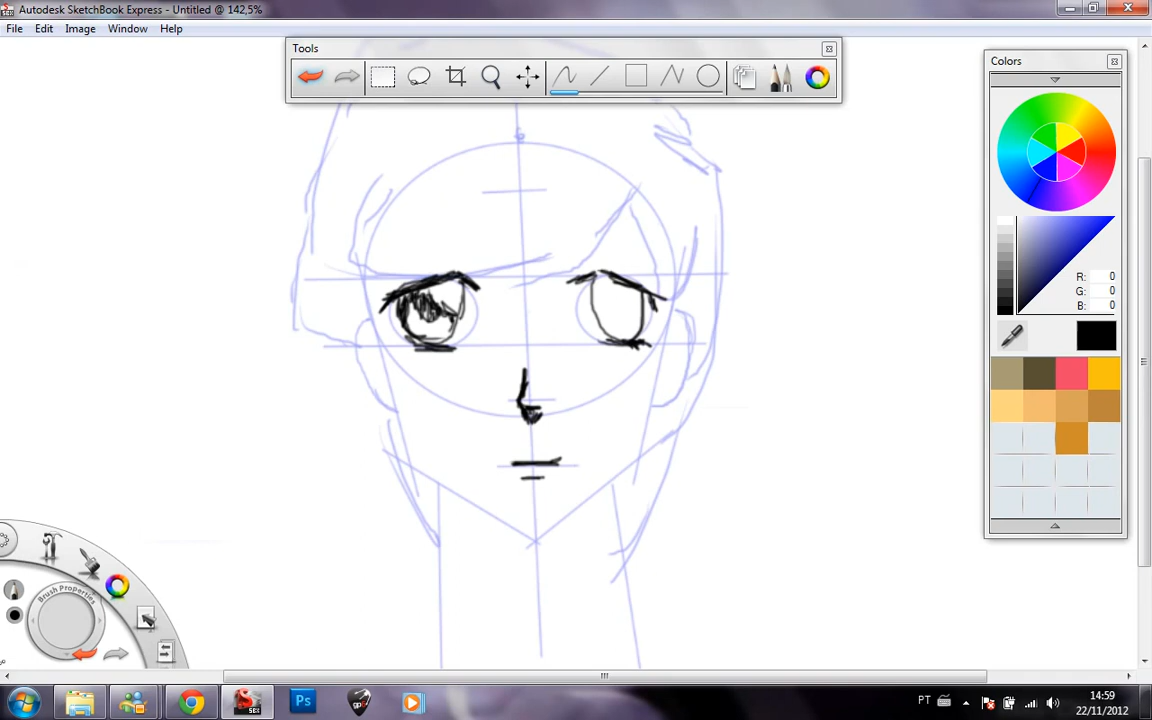 Autodesk SketchBook Express - Untitled @ 142,5%
File Edit Image Window Help
Tools
Colors
R: 0
G: 0
B: 0
Brush Properties
Ps
PT
14:59
22/11/2012